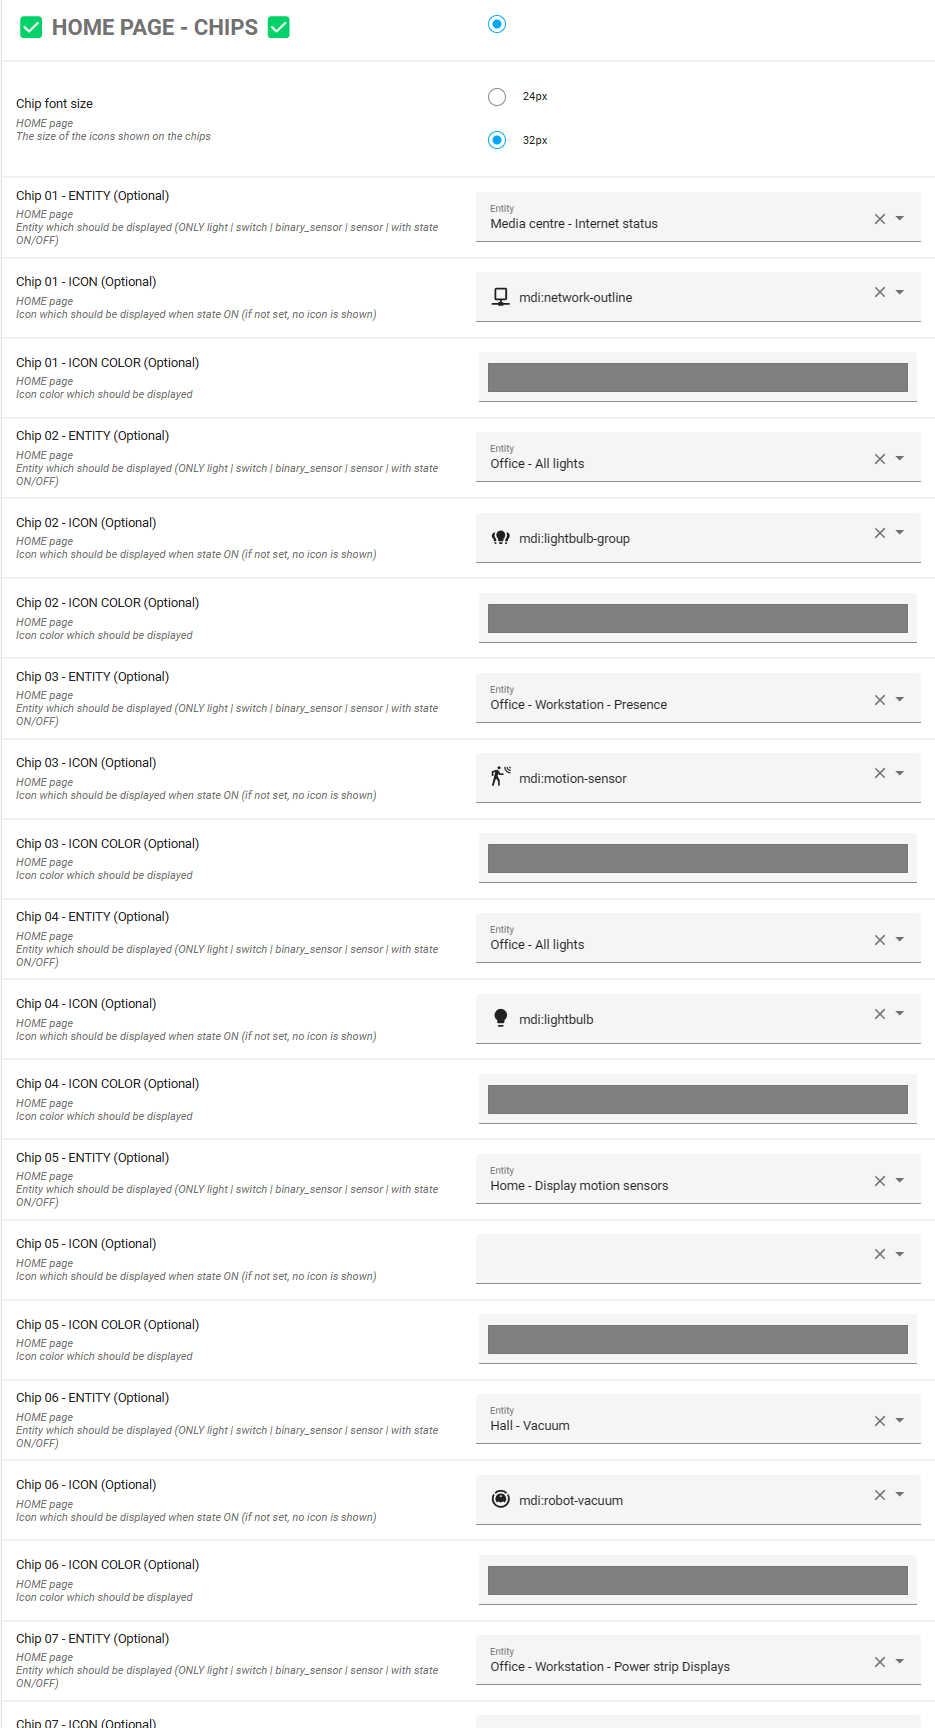 HOME PAGE - CHIPS
Chip font size
HOME page
The size of the icons shown on the chips
24px
32px
Chip 01 - ENTITY (Optional)
HOME page
Entity which should be displayed (ONLY light | switch | binary_sensor | sensor | with state
ON/OFF)
Entity
Media centre - Internet status
Chip 01 - ICON (Optional)
HOME page
Icon which should be displayed when state ON (if not set, no icon is shown)
mdi:network-outline
Chip 01 - ICON COLOR (Optional)
HOME page
Icon color which should be displayed
Chip 02 - ENTITY (Optional)
HOME page
Entity which should be displayed (ONLY light | switch | binary_sensor | sensor | with state
ON/OFF)
Entity
Office - All lights
Chip 02 - ICON (Optional)
HOME page
Icon which should be displayed when state ON (if not set, no icon is shown)
mdi:lightbulb-group
Chip 02 - ICON COLOR (Optional)
HOME page
Icon color which should be displayed
Chip 03 - ENTITY (Optional)
HOME page
Entity which should be displayed (ONLY light | switch | binary_sensor | sensor | with state
ON/OFF)
Entity
Office - Workstation - Presence
Chip 03 - ICON (Optional)
HOME page
Icon which should be displayed when state ON (if not set, no icon is shown)
mdi:motion-sensor
Chip 03 - ICON COLOR (Optional)
HOME page
Icon color which should be displayed
Chip 04 - ENTITY (Optional)
HOME page
Entity which should be displayed (ONLY light | switch | binary_sensor | sensor | with state
ON/OFF)
Entity
Office - All lights
Chip 04 - ICON (Optional)
HOME page
Icon which should be displayed when state ON (if not set, no icon is shown)
mdi:lightbulb
Chip 04 - ICON COLOR (Optional)
HOME page
Icon color which should be displayed
Chip 05 - ENTITY (Optional)
HOME page
Entity which should be displayed (ONLY light | switch | binary_sensor | sensor | with state
ON/OFF)
Entity
Home - Display motion sensors
Chip 05 - ICON (Optional)
HOME page
Icon which should be displayed when state ON (if not set, no icon is shown)
Chip 05 - ICON COLOR (Optional)
HOME page
Icon color which should be displayed
Chip 06 - ENTITY (Optional)
HOME page
Entity which should be displayed (ONLY light | switch | binary_sensor | sensor | with state
ON/OFF)
Entity
Hall - Vacuum
Chip 06 - ICON (Optional)
HOME page
Icon which should be displayed when state ON (if not set, no icon is shown)
mdi:robot-vacuum
Chip 06 - ICON COLOR (Optional)
HOME page
Icon color which should be displayed
Chip 07 - ENTITY (Optional)
HOME page
Entity which should be displayed (ONLY light | switch | binary_sensor | sensor | with state
ON/OFF)
Entity
Office - Workstation - Power strip Displays
Chip 07 - ICON (Optional)